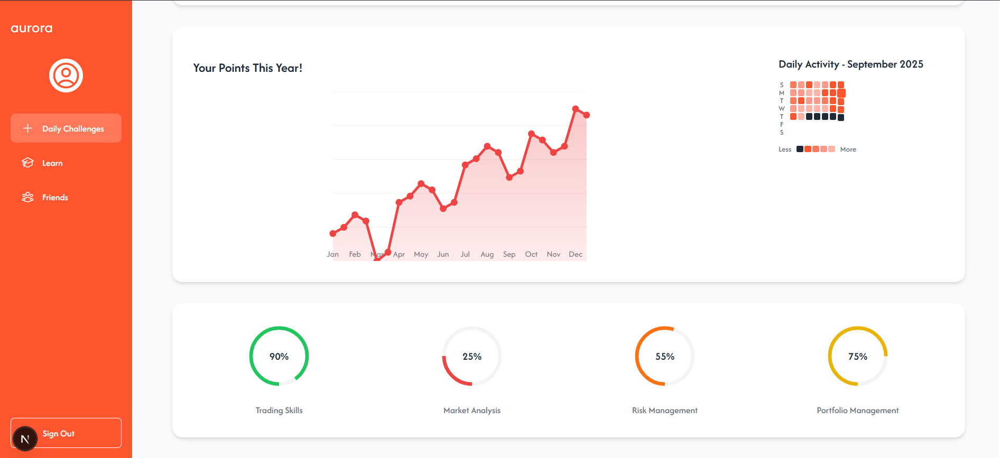 aurora
Daily Challenges
Learn
Friends
Sign Out
N
Your Points This Year!
Jan Feb Mar Apr May Jun Jul Aug Sep Oct Nov Dec
Daily Activity - September 2025
S
M
T
W
T
F
S
Less More
90% 25% 55% 75%
Trading Skills Market Analysis Risk Management Portfolio Management